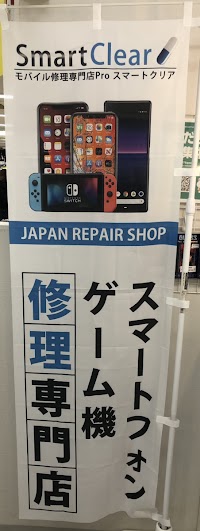 SmartClear
モバイル修理専門店Pro スマートクリア
NINTENDO
SWITCH
JAPAN REPAIR SHOP
スマートフォン
ゲーム機
修理専門店